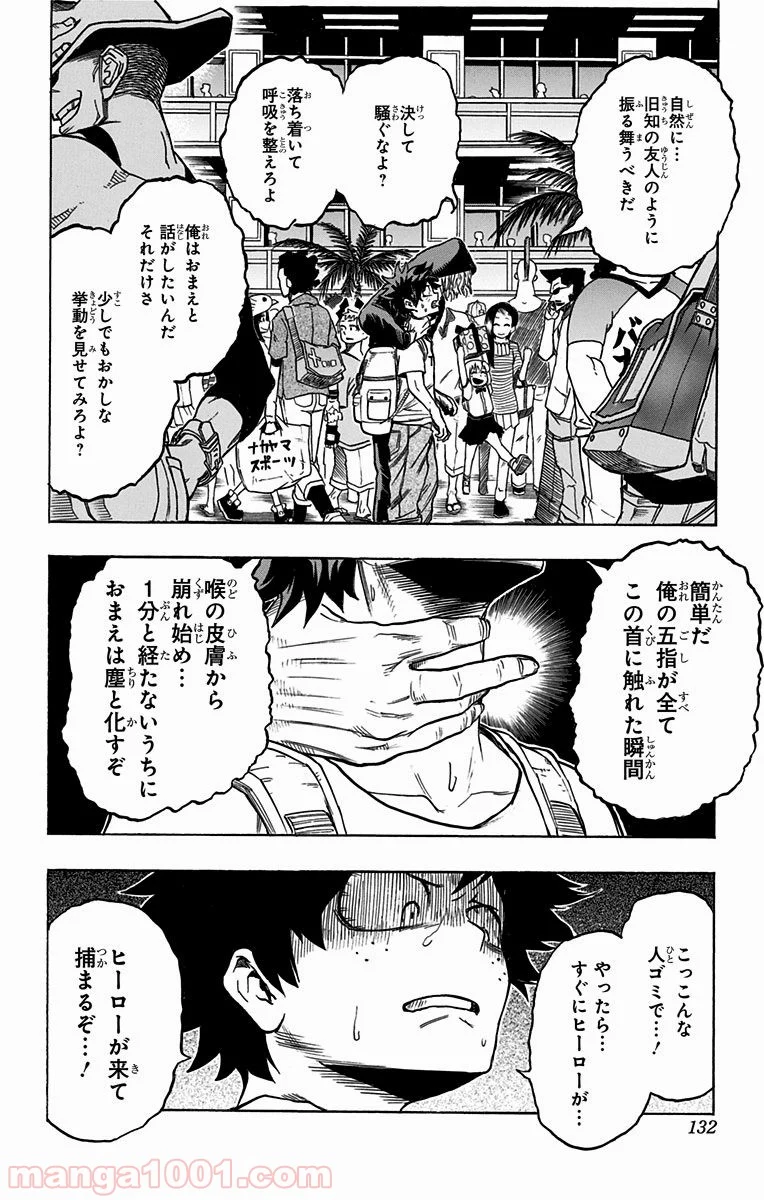 自然に…
旧知の友人のように
振る舞うべきだ
決して
騒ぐなよ?
落ち着いて
呼吸を整えろよ
俺はおまえと
話がしたいんだ
それだけさ
少しでもおかしな
挙動を見せてみろよ?
バナ
ナカヤマ
スポーツ
簡単だ
俺の五指が全て
この首に触れた瞬間
喉の皮膚から
崩れ始め…
1分と経たないうちに
おまえは塵と化すぞ
こっこんな
人ゴミで…!
やったら…
すぐにヒーローが…
ヒーローが来て
捕まるぞ…!
132
manga1001.com